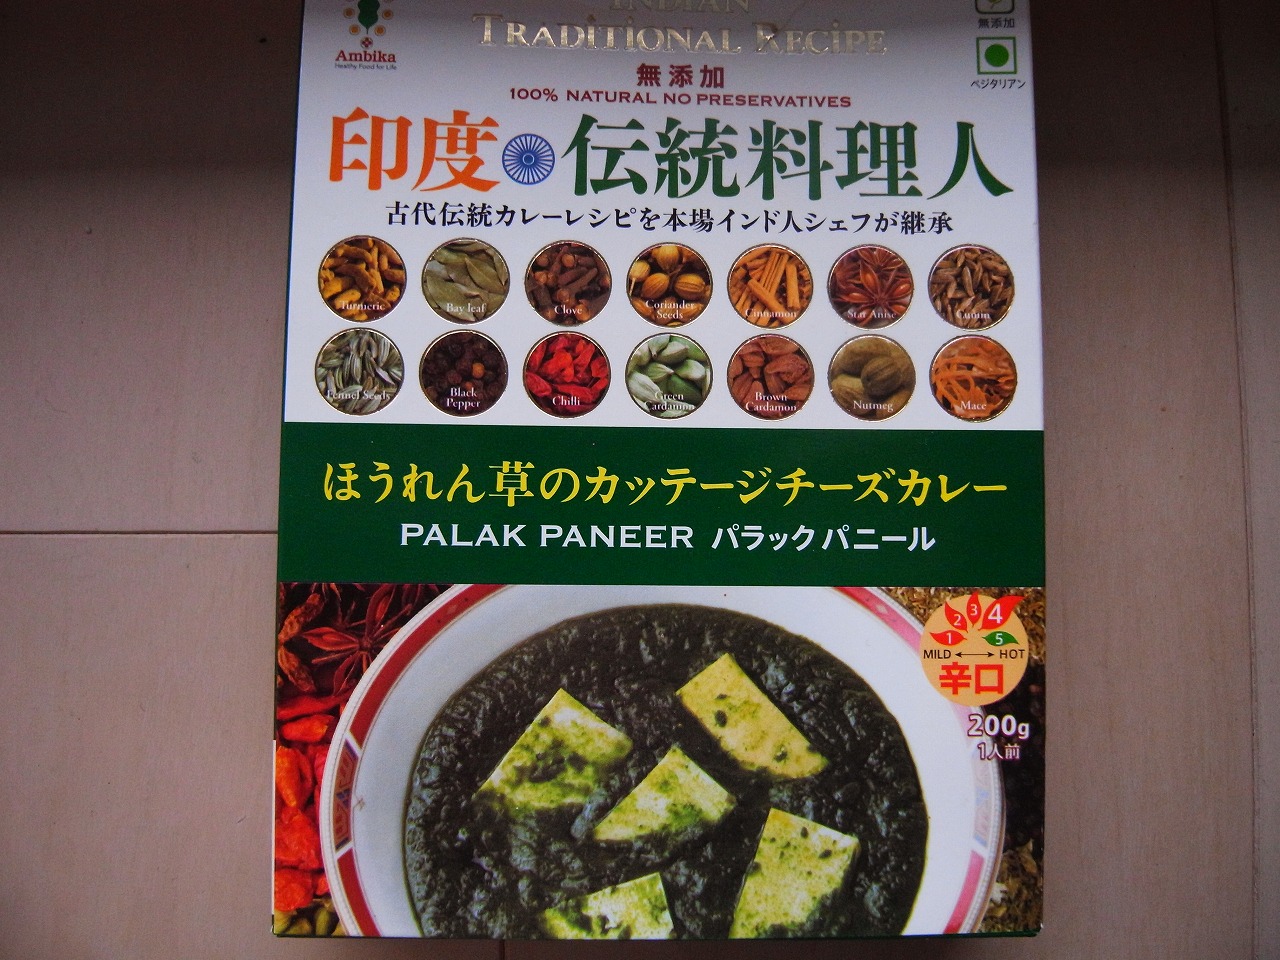 INDIAN
TRADITIONAL RECIPE
Ambika
Healthy Food for Life
無添加
ベジタリアン
無添加
100% NATURAL NO PRESERVATIVES
印度 伝統料理人
古代伝統カレーレシピを本場インド人シェフが継承
Turmeric
Bay leaf
Clove
Coriander Seeds
Cinnamon
Star Anise
Cumin
Fennel Seeds
Black Pepper
Chilli
Green Cardamon
Brown Cardamon
Nutmeg
Mace
ほうれん草のカッテージチーズカレー
PALAK PANEER パラックパニール
1 2 3 4 5
MILD HOT
辛口
200g
1人前